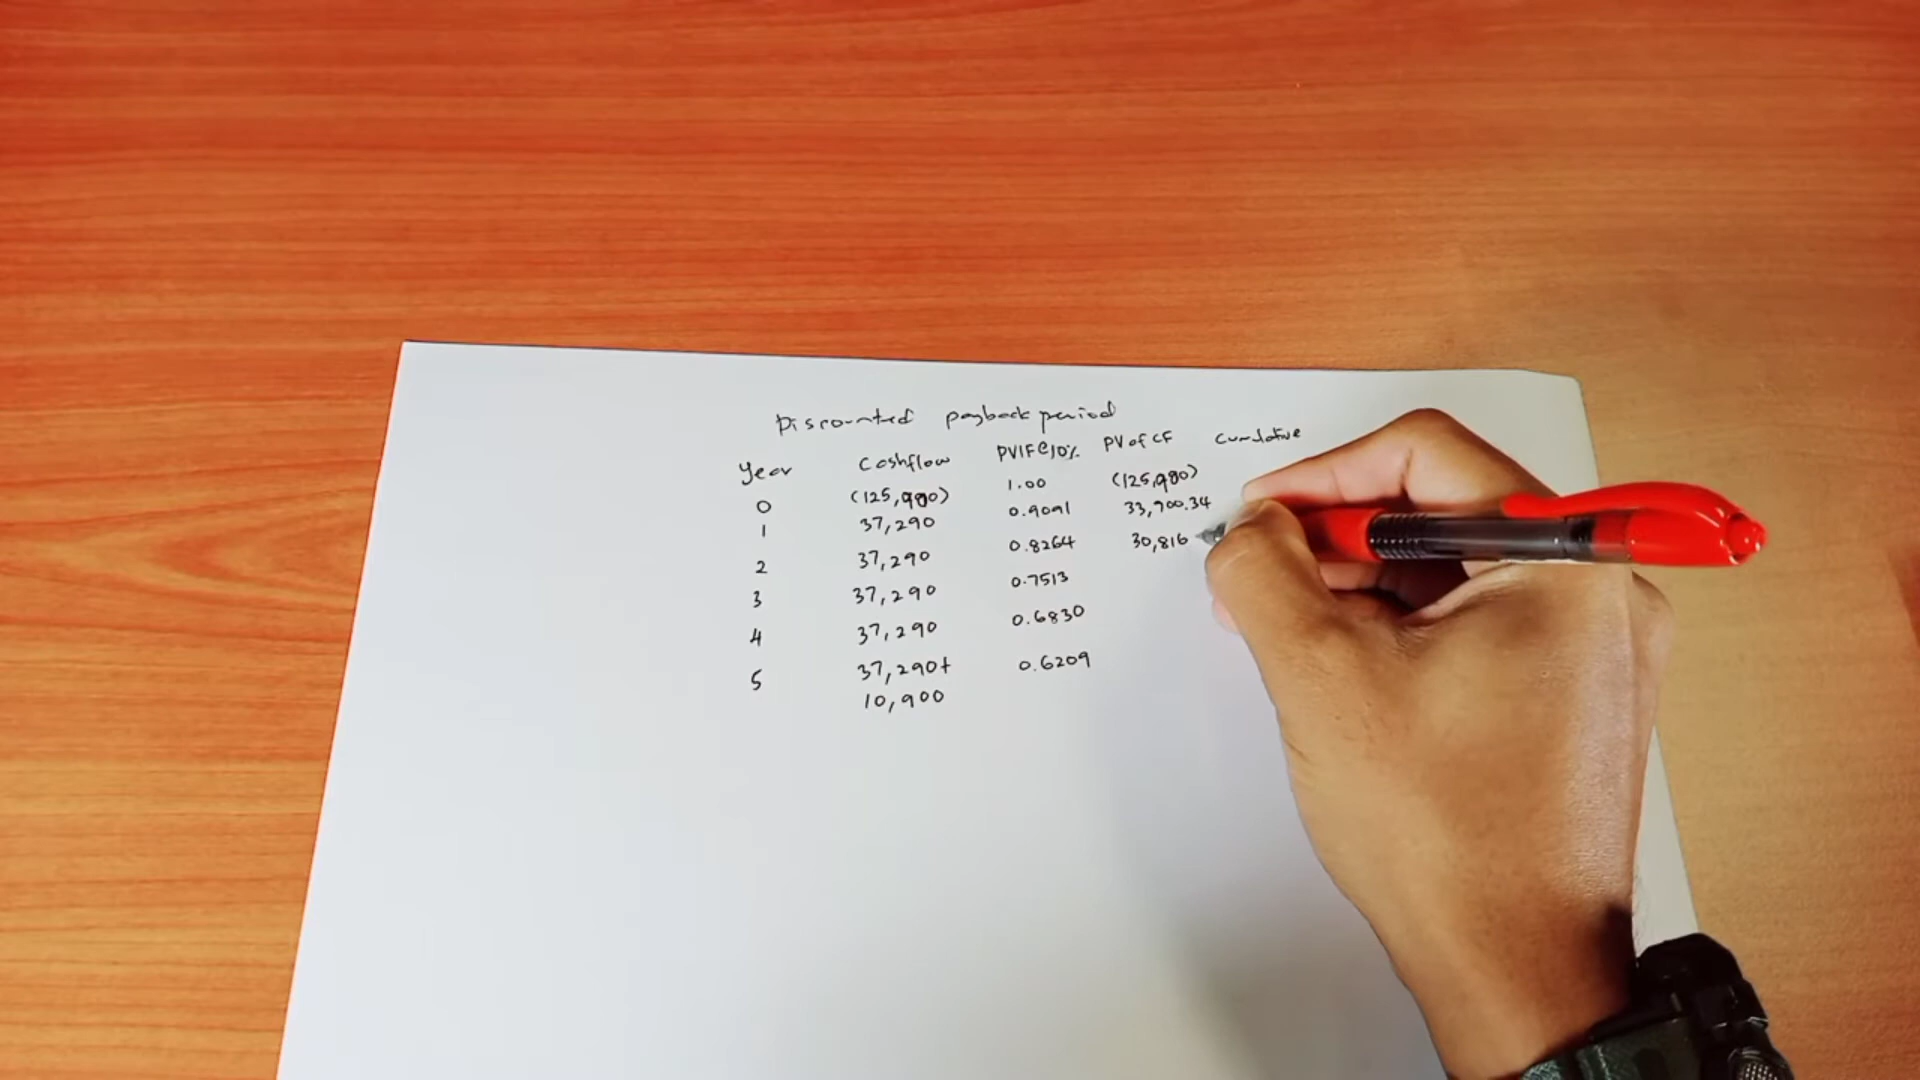 Discounted payback period
Year Cashflow PVIF@10% PV of CF Cumulative
0 (125,980) 1.00 (125,980)
1 37,290 0.9091 33,900.34
2 37,290 0.8264 30,816
3 37,290 0.7513
4 37,290 0.6830
5 37,290+ 0.6209
10,900